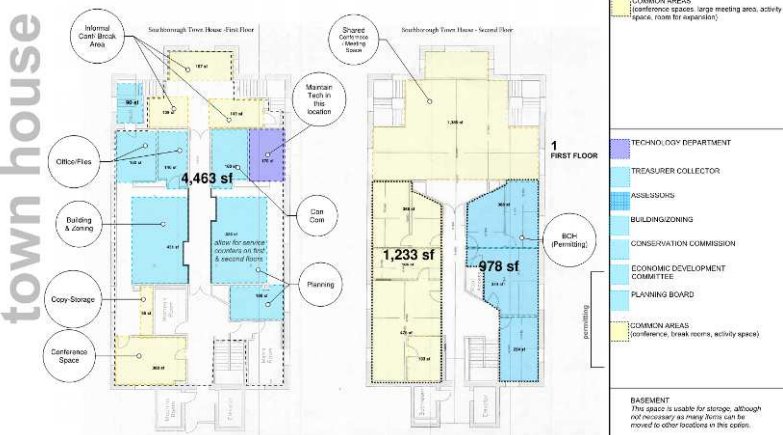 town house
Southborough Town House - First Floor
Informal
Conf/ Break
Area
Office/Files
Building
& Zoning
Copy-Storage
Conference
Space
Maintain
Tech in
this
location
Con
Com
Planning
4,463 sf
allow for service
counters on first
& second floors
Southborough Town House - Second Floor
Shared
Conference
/ Meeting
Space
1,233 sf
978 sf
BOH
(Permitting)
permitting
Elevator
Elevator
COMMON AREAS
(conference spaces, large meeting area, activity
space, room for expansion)
1
FIRST FLOOR
TECHNOLOGY DEPARTMENT
TREASURER COLLECTOR
ASSESSORS
BUILDING/ZONING
CONSERVATION COMMISSION
ECONOMIC DEVELOPMENT
COMMITTEE
PLANNING BOARD
COMMON AREAS
(conference, break rooms, activity space)
BASEMENT
This space is usable for storage, although
not necessary as many items can be
moved to other locations in this option.